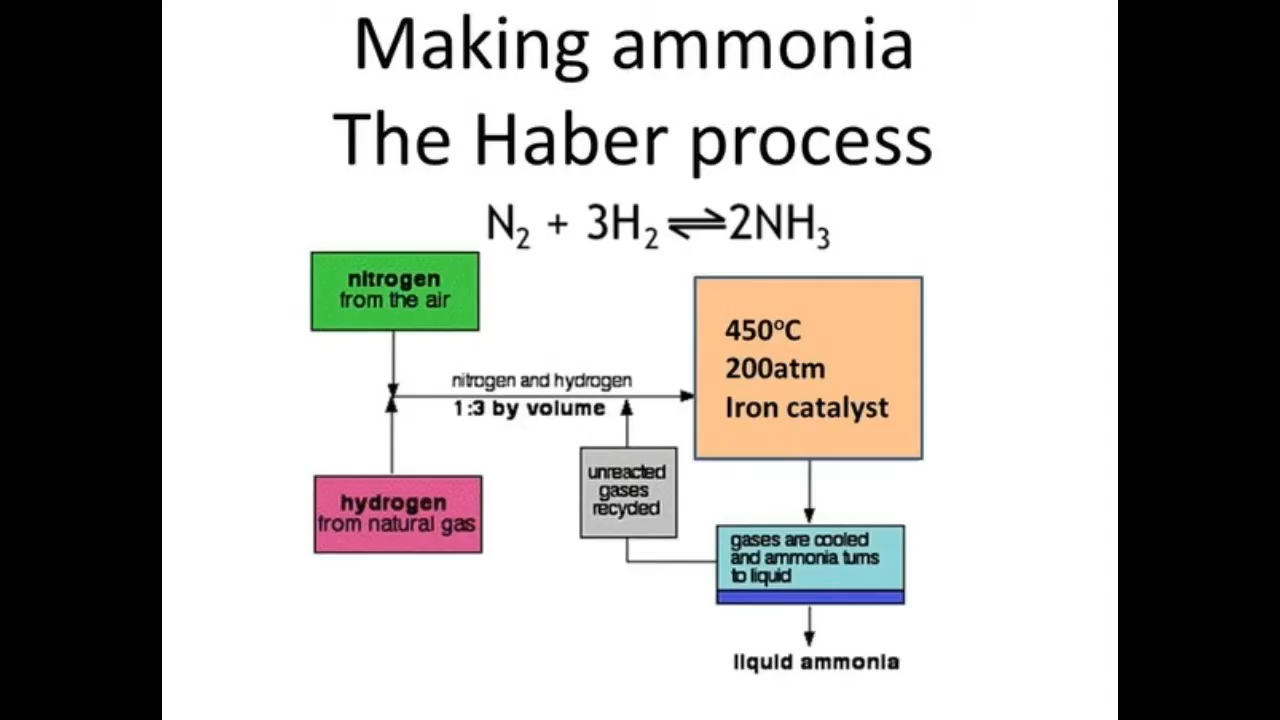 Making ammonia
The Haber process
N₂ + 3H₂ ⇌ 2NH₃
nitrogen
from the air
nitrogen and hydrogen
1:3 by volume
450°C
200atm
Iron catalyst
hydrogen
from natural gas
unreacted
gases
recycled
gases are cooled
and ammonia turns
to liquid
liquid ammonia